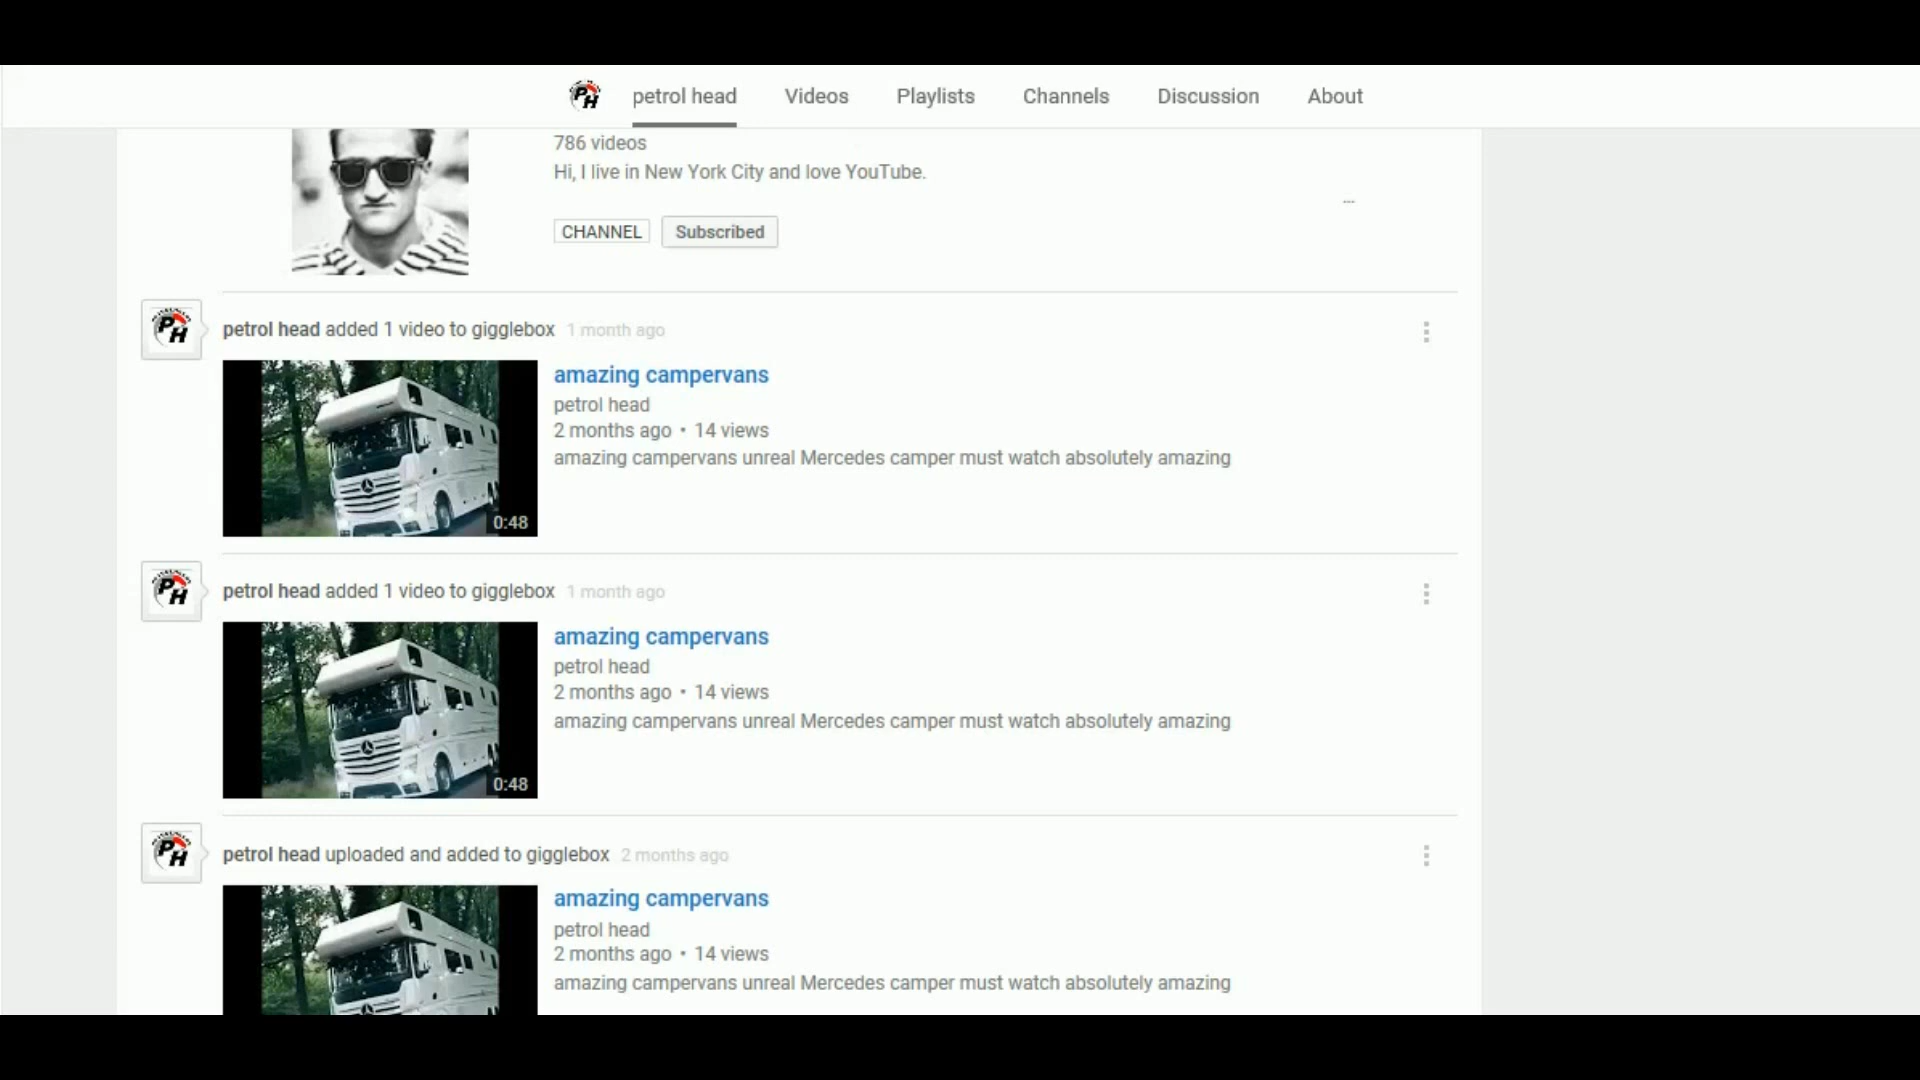 PH petrol head Videos Playlists Channels Discussion About
786 videos
Hi, I live in New York City and love YouTube.
...
CHANNEL Subscribed
PH
petrol head added 1 video to gigglebox 1 month ago
amazing campervans
petrol head
2 months ago • 14 views
amazing campervans unreal Mercedes camper must watch absolutely amazing
0:48
PH
petrol head added 1 video to gigglebox 1 month ago
amazing campervans
petrol head
2 months ago • 14 views
amazing campervans unreal Mercedes camper must watch absolutely amazing
0:48
PH
petrol head uploaded and added to gigglebox 2 months ago
amazing campervans
petrol head
2 months ago • 14 views
amazing campervans unreal Mercedes camper must watch absolutely amazing